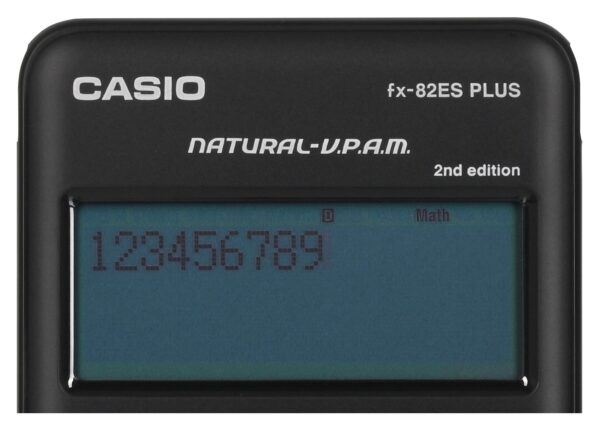 CASIO
fx-82ES PLUS
NATURAL-V.P.A.M.
2nd edition
D Math
123456789